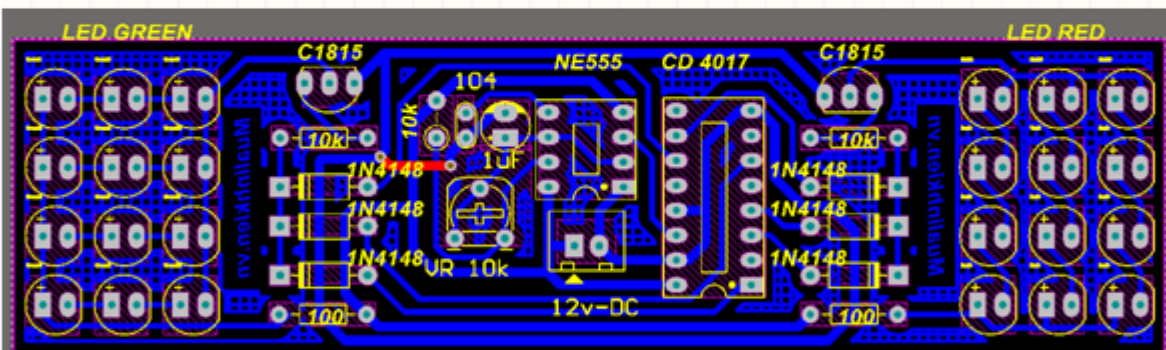 LED GREEN
C1815
104
NE555
CD 4017
C1815
LED RED
10k
10k
1uF
10k
1N4148
1N4148
1N4148
1N4148
1N4148
1N4148
VR 10k
12v-DC
100
100